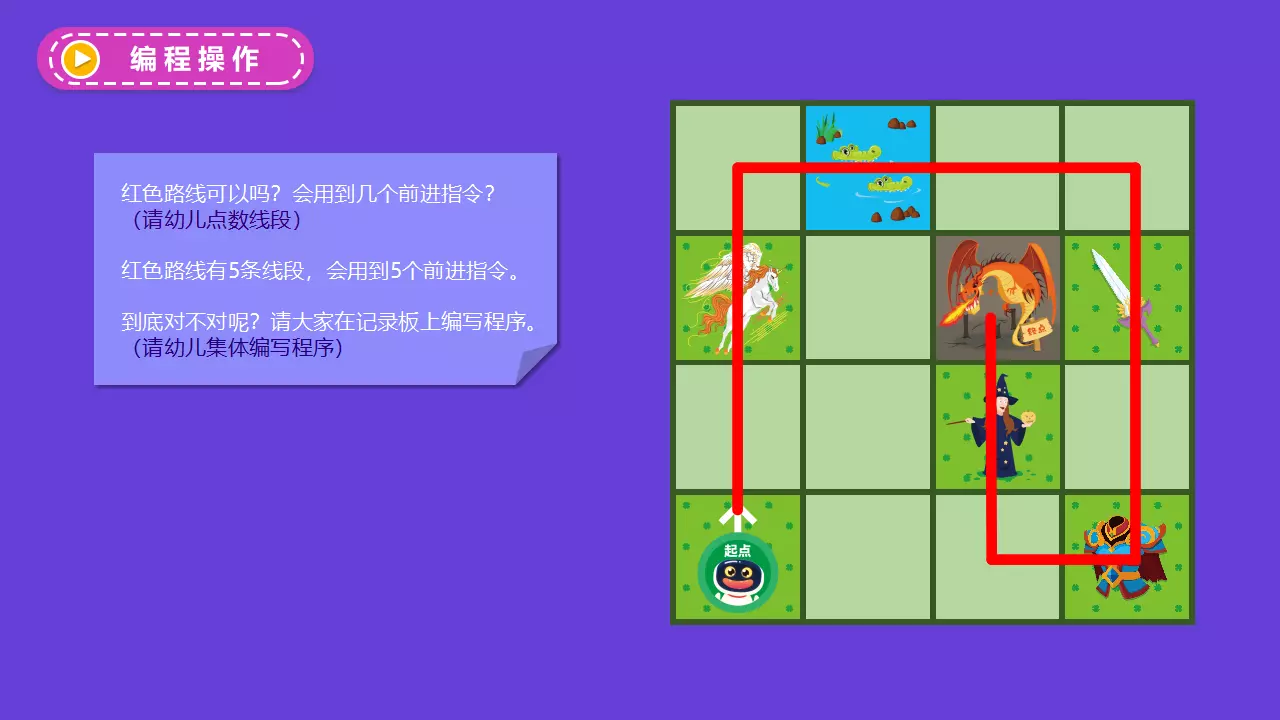 编程操作
红色路线可以吗？会用到几个前进指令？
（请幼儿点数线段）
红色路线有5条线段，会用到5个前进指令。
到底对不对呢？请大家在记录板上编写程序。
（请幼儿集体编写程序）
终点
起点